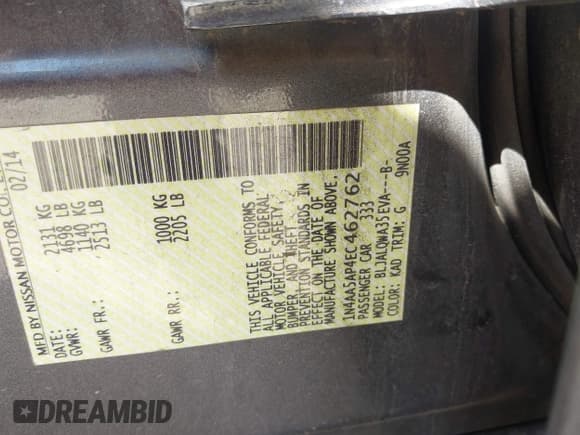 MFD BY NISSAN MOTOR CO.
DATE: 02/14
GVWR: 2131 KG
4698 LB
GAWR FR.: 1140 KG
2513 LB
GAWR RR.: 1000 KG
2205 LB
THIS VEHICLE CONFORMS TO
ALL APPLICABLE FEDERAL
MOTOR VEHICLE SAFETY,
BUMPER, AND THEFT
PREVENTION STANDARDS IN
EFFECT ON THE DATE OF
MANUFACTURE SHOWN ABOVE.
1N4AA5AP4EC462762
PASSENGER CAR 333
MODEL: BLJALQWA35EVA---B-
COLOR: KAD TRIM: G 9N00A
DREAMBID